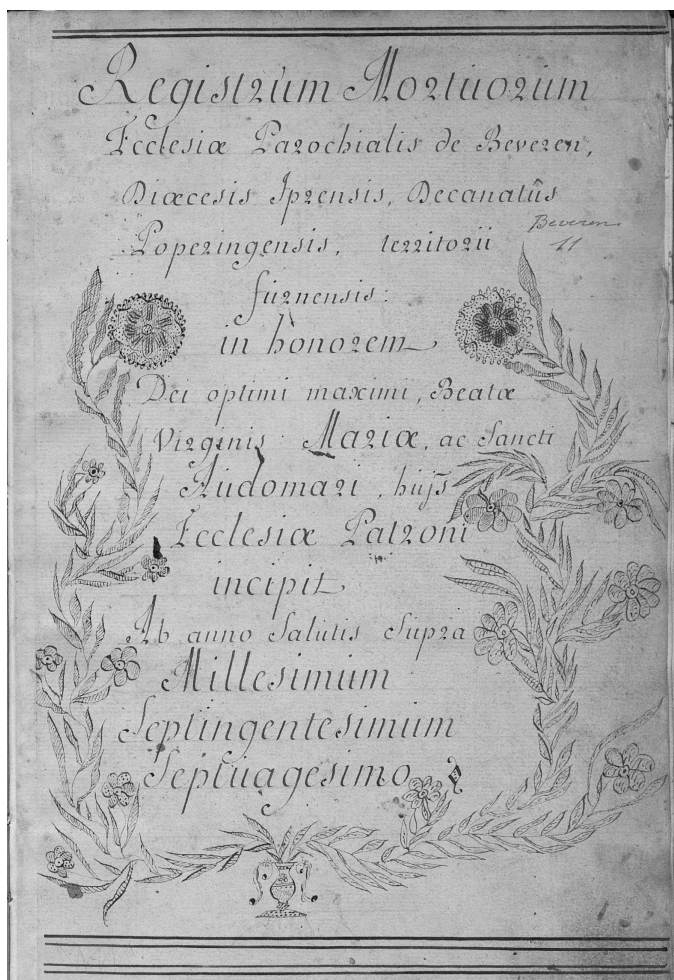 Registrum Mortuorum
Ecclesiæ Parochialis de Beveren,
Diœcesis Iprensis, Decanatûs
Poperingensis, territorii
furnensis:
Beveren
11
in honorem
Dei optimi maximi, Beatæ
Virginis Mariæ, ac Sancti
Audomari, hujs
Ecclesiæ Patroni
incipit
Ab anno Salutis Supra
Millesimum
Septingentesimum
Septuagesimo